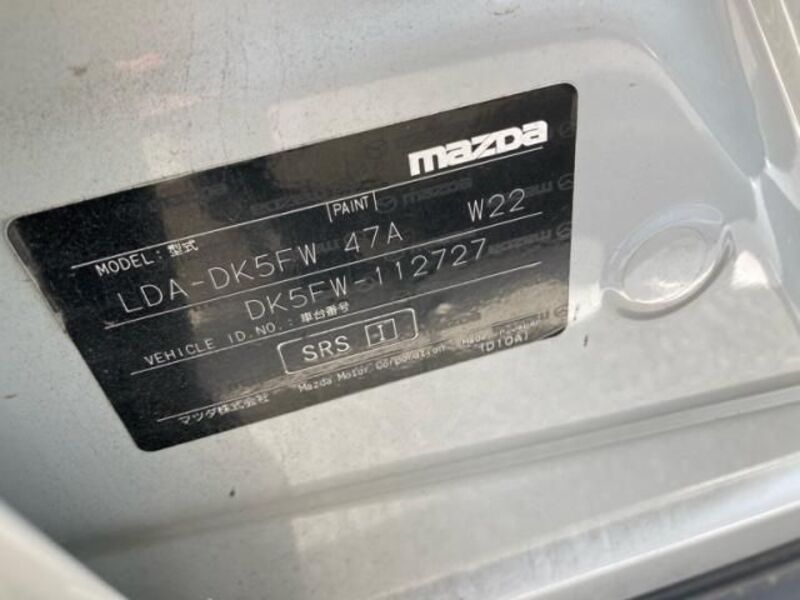 mazda
MODEL: 型式 PAINT
LDA-DK5FW 47A W22
DK5FW-112727
VEHICLE ID.NO.: 車台番号
SRS -I
マツダ株式会社 Mazda Motor Corporation
(D10A)